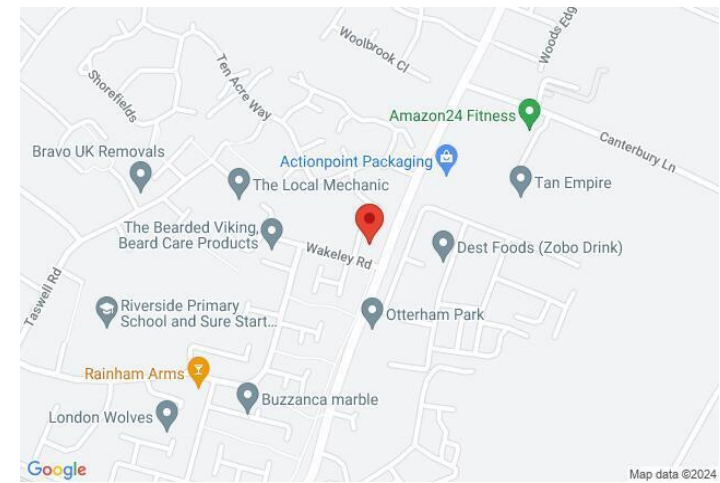 Woods Edg
Woolbrook Cl
Ten Acre Way
Shorefields
Amazon24 Fitness
Canterbury Ln
Bravo UK Removals
Actionpoint Packaging
The Local Mechanic
Tan Empire
The Bearded Viking,
Beard Care Products
Wakeley Rd
Dest Foods (Zobo Drink)
Taswell Rd
Riverside Primary
School and Sure Start...
Otterham Park
Rainham Arms
Buzzanca marble
London Wolves
Google
Map data ©2024